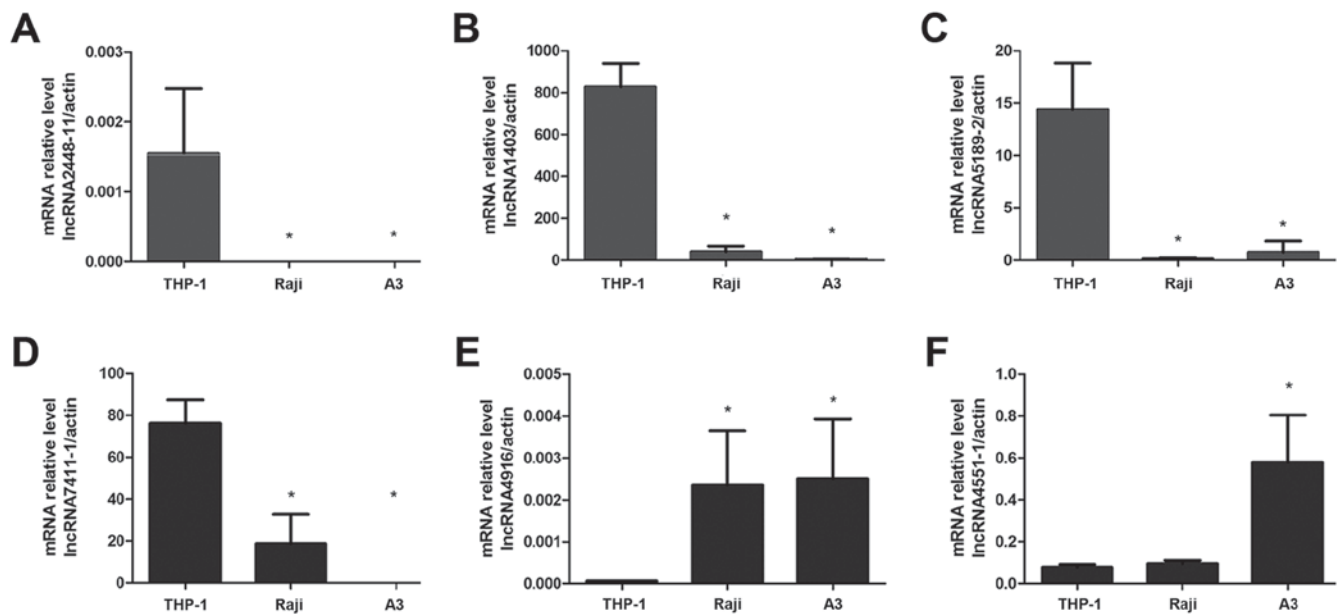 A
mRNA relative level
lncRNA2448-11/actin
0.003
0.002
0.001
0.000
* *
THP-1 Raji A3
B
mRNA relative level
lncRNA1403/actin
1000
800
600
400
200
0
* *
THP-1 Raji A3
C
mRNA relative level
lncRNA5189-2/actin
20
15
10
5
0
* *
THP-1 Raji A3
D
mRNA relative level
lncRNA7411-1/actin
100
80
60
40
20
0
* *
THP-1 Raji A3
E
mRNA relative level
lncRNA4916/actin
0.005
0.004
0.003
0.002
0.001
0.000
* *
THP-1 Raji A3
F
mRNA relative level
lncRNA4551-1/actin
1.0
0.8
0.6
0.4
0.2
0.0
*
THP-1 Raji A3